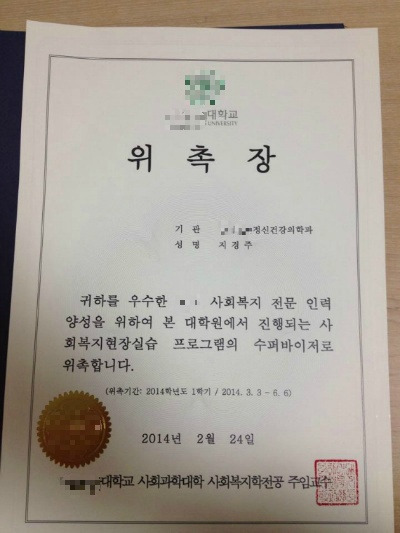 대학교
UNIVERSITY
위 촉 장
기 관 정신건강의학과
성 명 지 경 주
귀하를 우수한 사회복지 전문 인력
양성을 위하여 본 대학원에서 진행되는 사
회복지현장실습 프로그램의 수퍼바이저로
위촉합니다.
(위촉기간: 2014학년도 1학기 / 2014. 3. 3 - 6. 6)
2014년 2월 24일
대학교 사회과학대학 사회복지학전공 주임교수